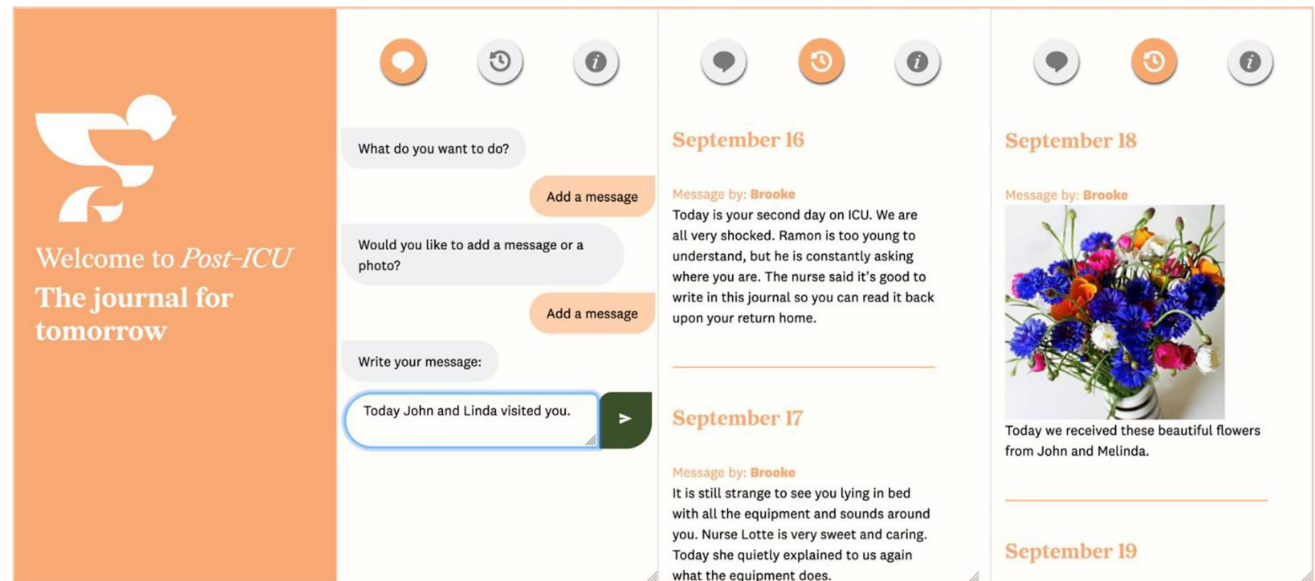 Welcome to Post-ICU
The journal for
tomorrow
What do you want to do?
Add a message
Would you like to add a message or a
photo?
Add a message
Write your message:
Today John and Linda visited you.
September 16
Message by: Brooke
Today is your second day on ICU. We are
all very shocked. Ramon is too young to
understand, but he is constantly asking
where you are. The nurse said it's good to
write in this journal so you can read it back
upon your return home.
September 17
Message by: Brooke
It is still strange to see you lying in bed
with all the equipment and sounds around
you. Nurse Lotte is very sweet and caring.
Today she quietly explained to us again
what the equipment does.
September 18
Message by: Brooke
Today we received these beautiful flowers
from John and Melinda.
September 19